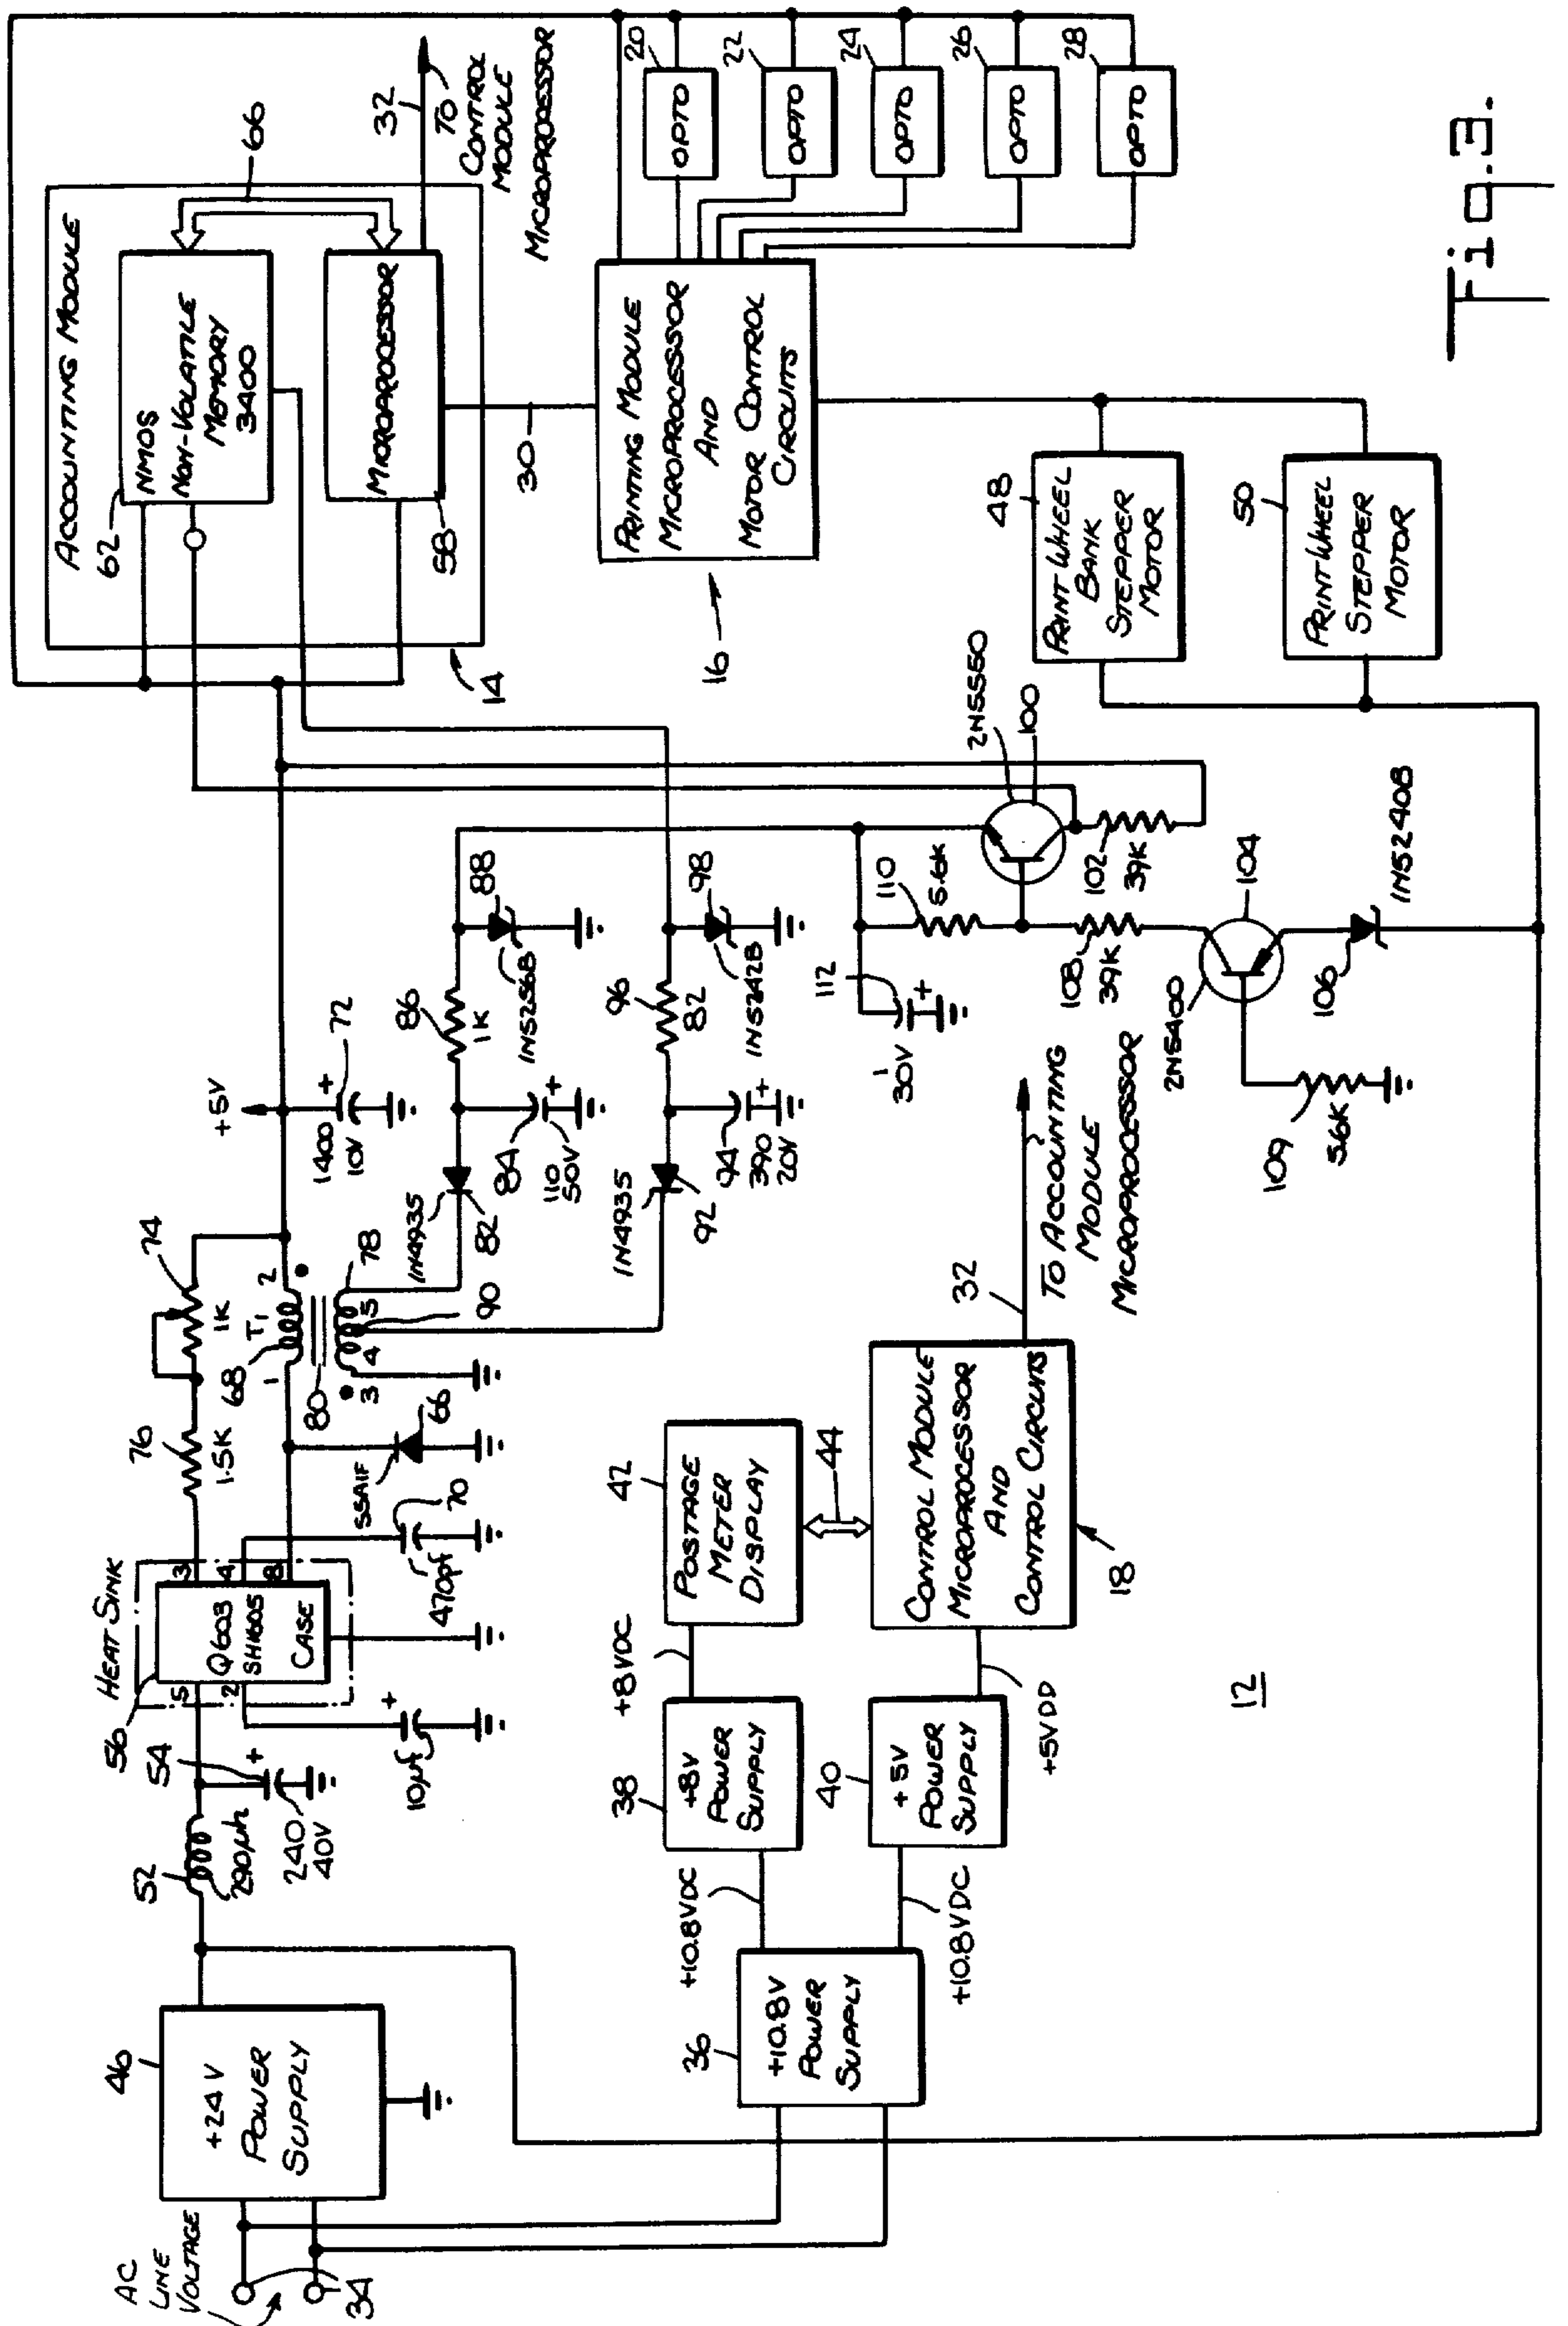 AC
LINE
VOLTAGE
34
46
+24V
POWER
SUPPLY
52
290μh
54
+
240
40V
56
HEAT SINK
5
2
Q603
SH1605
CASE
3
4
8
+
10μf
470pf
70
SSA1F
66
76
1.5K
74
1K
68
T1
1
2
80
3
4
5
78
90
+5V
1400
10V
+
72
1N4935
82
84
110
50V
+
86
1K
88
1N5256B
1N4935
92
94
390
20V
+
96
82
98
1N5242B
ACCOUNTING MODULE
62
NMOS
NON-VOLATILE
MEMORY
3400
66
MICROPROCESSOR
58
14
32
TO
CONTROL
MODULE
MICROPROCESSOR
30
PRINTING MODULE
MICROPROCESSOR
AND
MOTOR CONTROL
CIRCUITS
16
OPTO
20
OPTO
22
OPTO
24
OPTO
26
OPTO
28
48
PRINT WHEEL
BANK
STEPPER
MOTOR
50
PRINT WHEEL
STEPPER
MOTOR
2N5550
100
102
39K
110
5.6K
112
1
30V
+
108
39K
104
2N5400
106
1N5240B
109
56K
36
+10.8V
POWER
SUPPLY
+10.8VDC
+10.8VDC
38
+8V
POWER
SUPPLY
40
+5V
POWER
SUPPLY
+8VDC
+5VDD
42
POSTAGE
METER
DISPLAY
44
CONTROL MODULE
MICROPROCESSOR
AND
CONTROL CIRCUITS
18
32
TO ACCOUNTING
MODULE
MICROPROCESSOR
12
Fig.3.